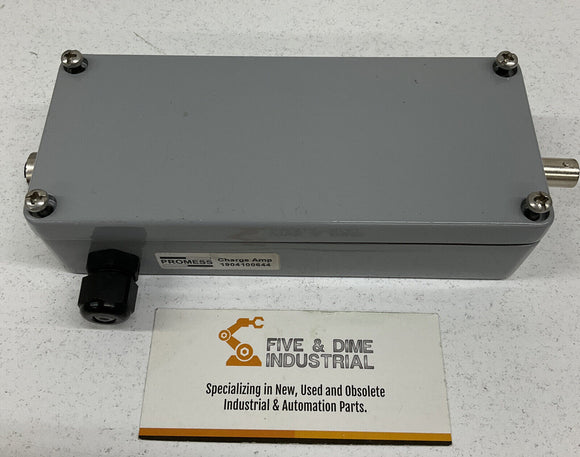 PROMESS Charge Amp
1904100644
FIVE & DIME
INDUSTRIAL
Specializing in New, Used and Obsolete
Industrial & Automation Parts.